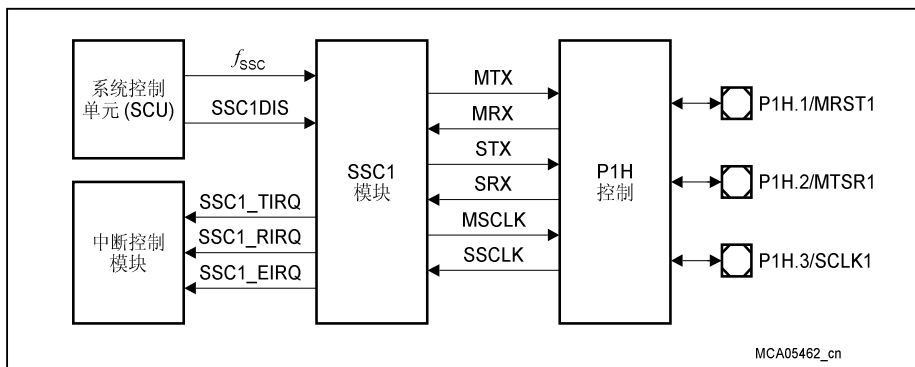 系统控制
单元 (SCU)
f_SSC
SSC1DIS
中断控制
模块
SSC1_TIRQ
SSC1_RIRQ
SSC1_EIRQ
SSC1
模块
MTX
MRX
STX
SRX
MSCLK
SSCLK
P1H
控制
P1H.1/MRST1
P1H.2/MTSR1
P1H.3/SCLK1
MCA05462_cn